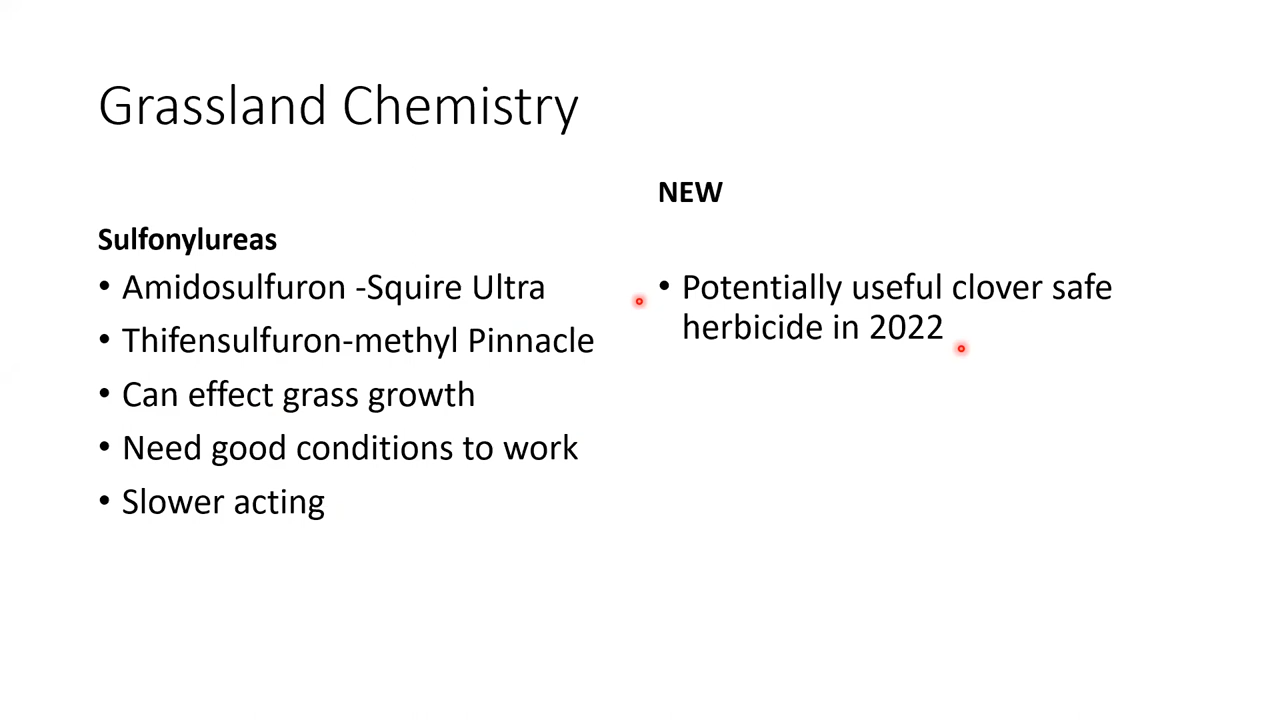 Grassland Chemistry
Sulfonylureas
• Amidosulfuron -Squire Ultra
• Thifensulfuron-methyl Pinnacle
• Can effect grass growth
• Need good conditions to work
• Slower acting
NEW
• Potentially useful clover safe
herbicide in 2022